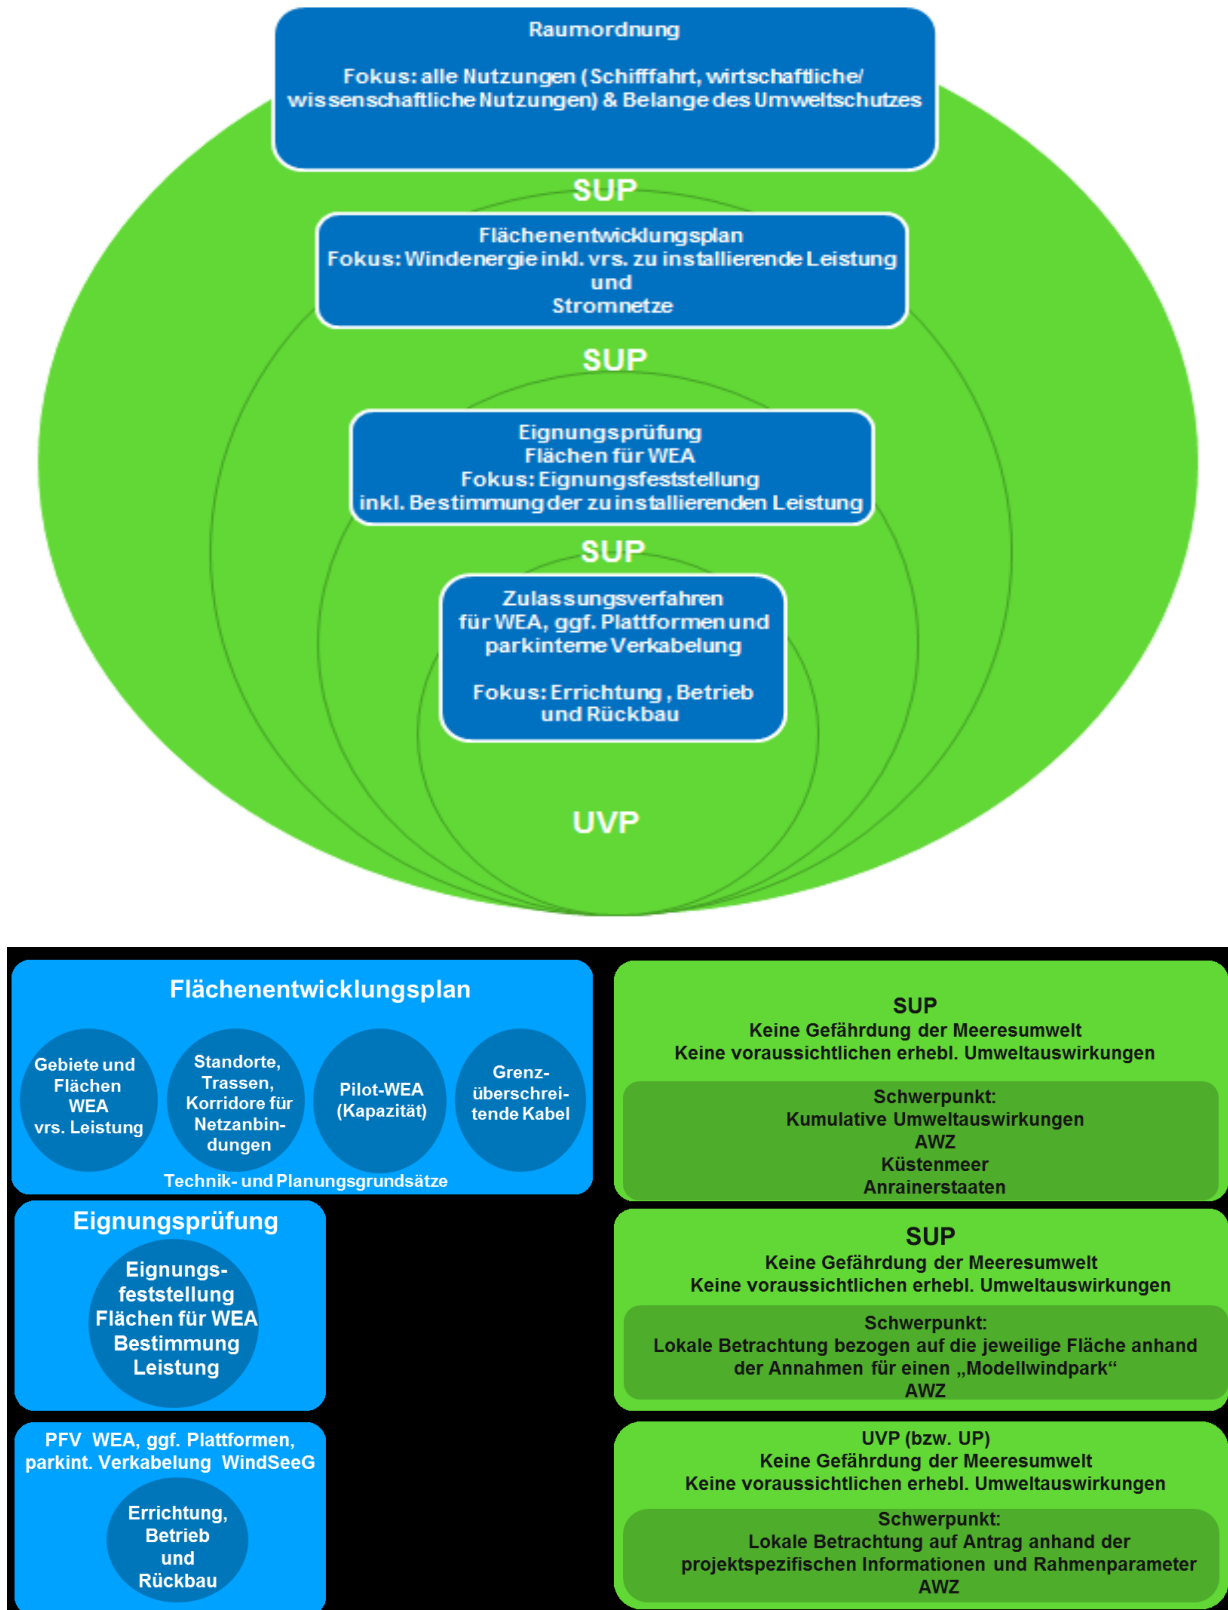 Raumordnung
Fokus: alle Nutzungen (Schifffahrt, wirtschaftliche/
wissenschaftliche Nutzungen) & Belange des Umweltschutzes
SUP
Flächenentwicklungsplan
Fokus: Windenergie inkl. vrs. zu installierende Leistung
und
Stromnetze
SUP
Eignungsprüfung
Flächen für WEA
Fokus: Eignungsfeststellung
inkl. Bestimmung der zu installierenden Leistung
SUP
Zulassungsverfahren
für WEA, ggf. Plattformen und
parkinterne Verkabelung
Fokus: Errichtung , Betrieb
und Rückbau
UVP
Flächenentwicklungsplan
Gebiete und
Flächen
WEA
vrs. Leistung
Standorte,
Trassen,
Korridore für
Netzanbin-
dungen
Pilot-WEA
(Kapazität)
Grenz-
überschrei-
tende Kabel
Technik- und Planungsgrundsätze
SUP
Keine Gefährdung der Meeresumwelt
Keine voraussichtlichen erhebl. Umweltauswirkungen
Schwerpunkt:
Kumulative Umweltauswirkungen
AWZ
Küstenmeer
Anrainerstaaten
Eignungsprüfung
Eignungs-
feststellung
Flächen für WEA
Bestimmung
Leistung
SUP
Keine Gefährdung der Meeresumwelt
Keine voraussichtlichen erhebl. Umweltauswirkungen
Schwerpunkt:
Lokale Betrachtung bezogen auf die jeweilige Fläche anhand
der Annahmen für einen „Modellwindpark“
AWZ
PFV WEA, ggf. Plattformen,
parkint. Verkabelung WindSeeG
Errichtung,
Betrieb
und
Rückbau
UVP (bzw. UP)
Keine Gefährdung der Meeresumwelt
Keine voraussichtlichen erhebl. Umweltauswirkungen
Schwerpunkt:
Lokale Betrachtung auf Antrag anhand der
projektspezifischen Informationen und Rahmenparameter
AWZ